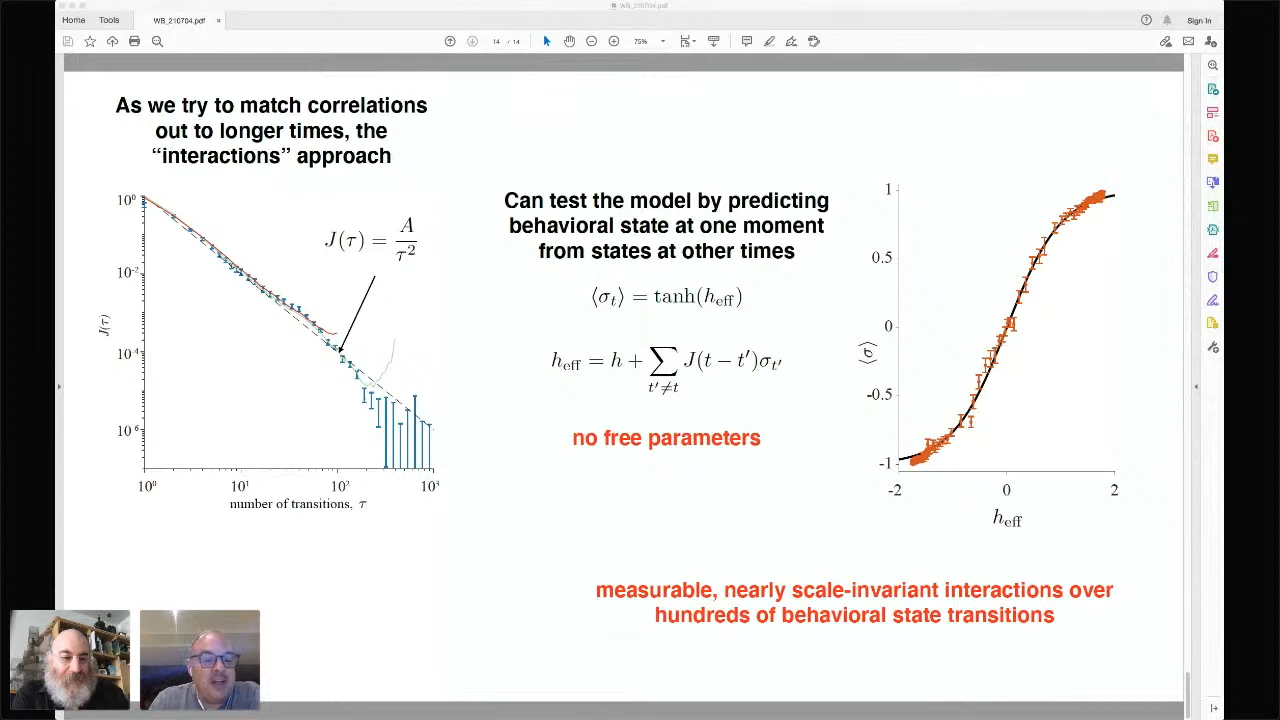 WB_210704.pdf
Home Tools WB_210704.pdf × Sign In
14 / 14 75%
As we try to match correlations
out to longer times, the
“interactions” approach
10⁰
10⁻²
10⁻⁴
10⁻⁶
J(τ)
J(τ) = A/τ²
10⁰ 10¹ 10² 10³
number of transitions, τ
Can test the model by predicting
behavioral state at one moment
from states at other times
⟨σₜ⟩ = tanh(h_eff)
h_eff = h + ∑_{t′≠t} J(t − t′)σ_{t′}
no free parameters
1
0.5
0
-0.5
-1
⟨σ⟩
-2 0 2
h_eff
measurable, nearly scale-invariant interactions over
hundreds of behavioral state transitions